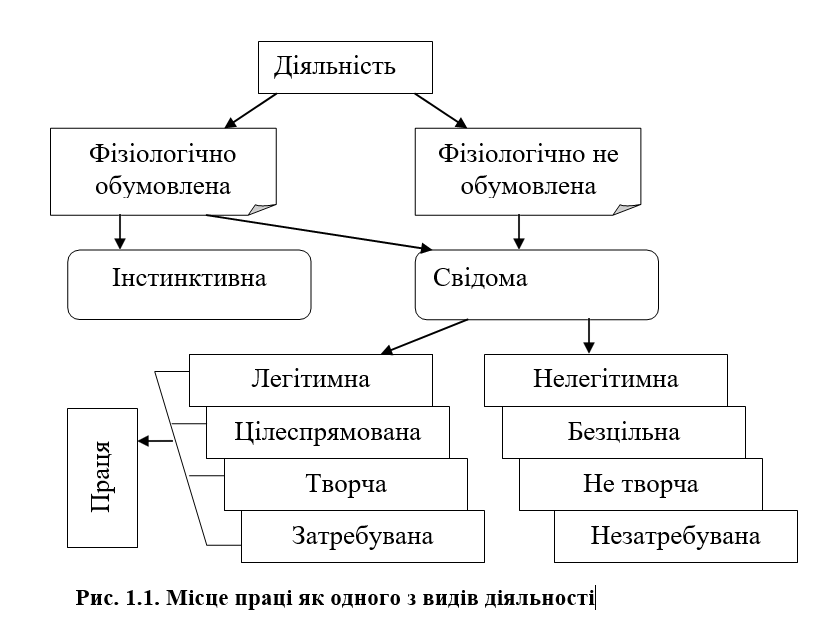 Діяльність
Фізіологічно
обумовлена
Фізіологічно не
обумовлена
Інстинктивна
Свідома
Легітимна
Нелегітимна
Цілеспрямована
Безцільна
Праця
Творча
Не творча
Затребувана
Незатребувана
Рис. 1.1. Місце праці як одного з видів діяльності